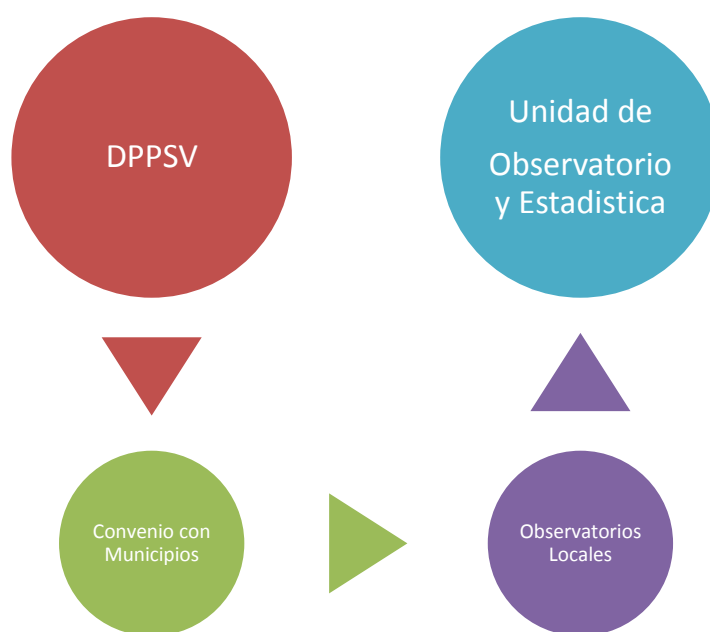 DPPSV
Unidad de
Observatorio
y Estadistica
Convenio con
Municipios
Observatorios
Locales